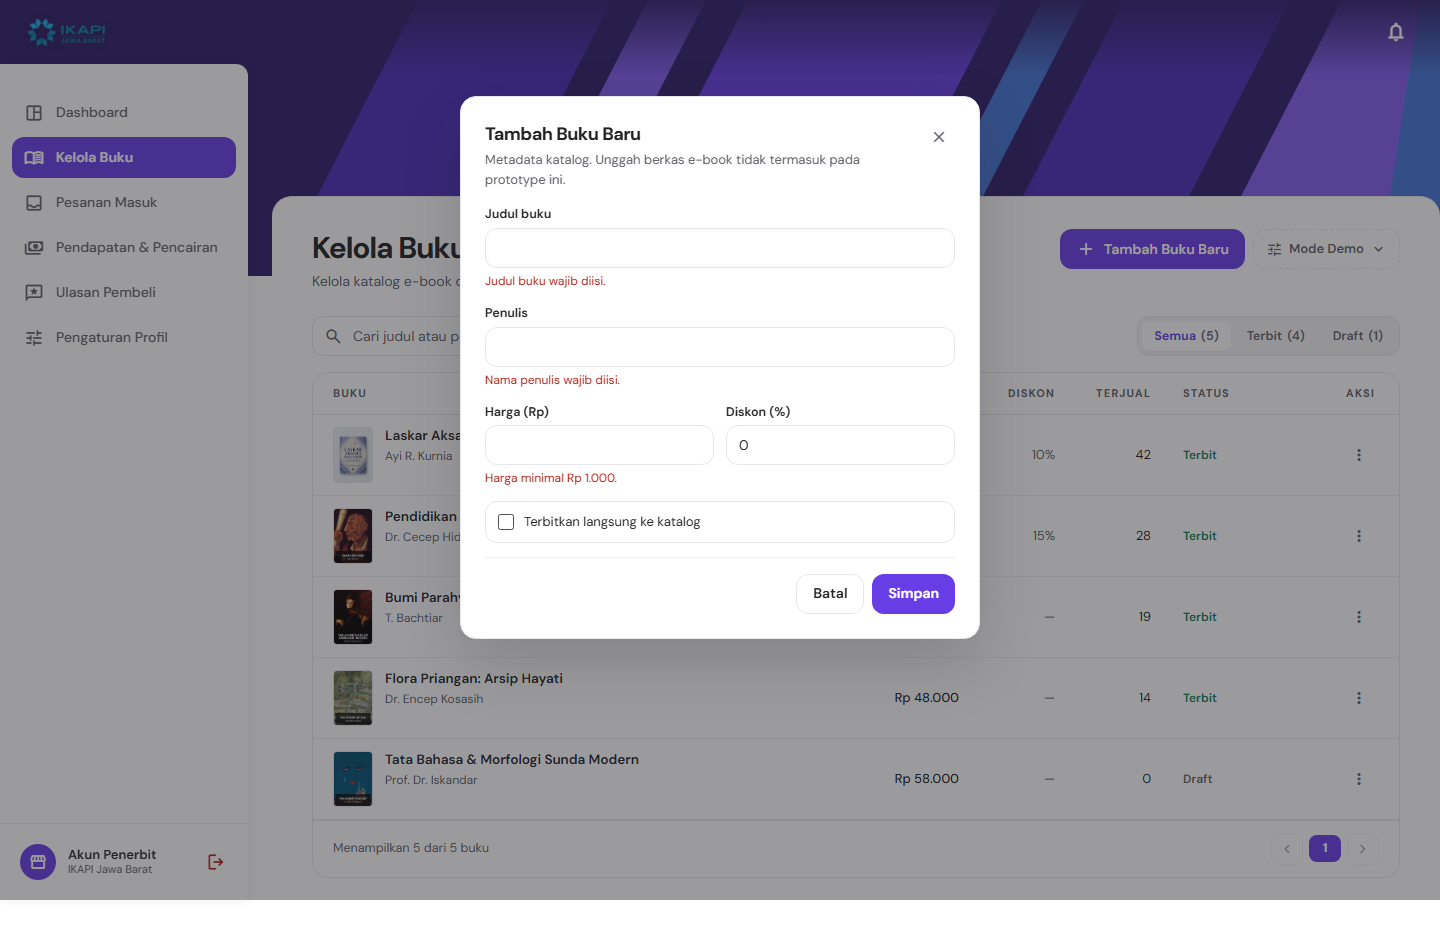 IKAPI
JAWA BARAT
Dashboard
Kelola Buku
Pesanan Masuk
Pendapatan & Pencairan
Ulasan Pembeli
Pengaturan Profil
Akun Penerbit
IKAPI Jawa Barat
Kelola Buku
Kelola katalog e-book
Tambah Buku Baru
Mode Demo
Cari judul atau
Semua (5)
Terbit (4)
Draft (1)
BUKU
DISKON
TERJUAL
STATUS
AKSI
Laskar
Ayi R. Kurnia
10%
42
Terbit
Pendidikan
Dr. Cecep
15%
28
Terbit
Bumi
T. Bachtiar
—
19
Terbit
Flora Priangan: Arsip Hayati
Dr. Encep Kosasih
Rp 48.000
—
14
Terbit
Tata Bahasa & Morfologi Sunda Modern
Prof. Dr. Iskandar
Rp 58.000
—
0
Draft
Menampilkan 5 dari 5 buku
1
Tambah Buku Baru
Metadata katalog. Unggah berkas e-book tidak termasuk pada
prototype ini.
Judul buku
Judul buku wajib diisi.
Penulis
Nama penulis wajib diisi.
Harga (Rp)
Diskon (%)
0
Harga minimal Rp 1.000.
Terbitkan langsung ke katalog
Batal
Simpan